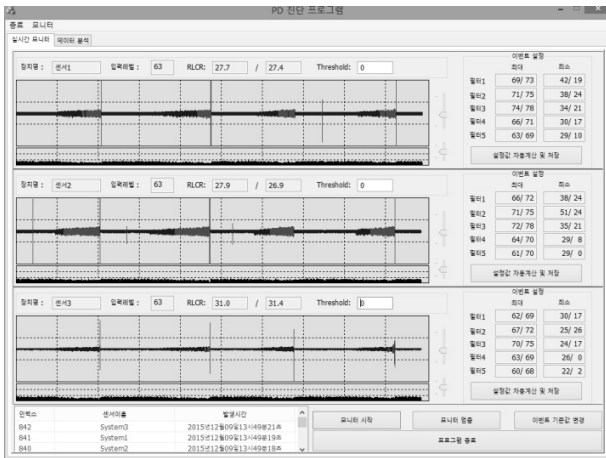 PD 진단 프로그램
종료 모니터
실시간 모니터 데이터 분석
장치명 : 센서1 입력레벨 : 63 RLCR: 27.7 / 27.4 Threshold: 0
이벤트 설정
최대 최소
필터1 69/ 73 42/ 19
필터2 71/ 75 38/ 24
필터3 74/ 78 34/ 21
필터4 66/ 71 30/ 17
필터5 63/ 69 29/ 10
설정값 자동계산 및 저장
장치명 : 센서2 입력레벨 : 63 RLCR: 27.9 / 26.9 Threshold: 0
이벤트 설정
최대 최소
필터1 66/ 72 38/ 24
필터2 71/ 75 51/ 24
필터3 72/ 78 35/ 21
필터4 64/ 70 29/ 8
필터5 61/ 70 29/ 0
설정값 자동계산 및 저장
장치명 : 센서3 입력레벨 : 63 RLCR: 31.0 / 31.4 Threshold: 0
이벤트 설정
최대 최소
필터1 62/ 69 30/ 17
필터2 67/ 72 25/ 26
필터3 70/ 75 24/ 17
필터4 63/ 69 26/ 0
필터5 60/ 68 22/ 2
설정값 자동계산 및 저장
인덱스 센서이름 발생시간
842 System3 2015년12월09일13시49분21초
841 System1 2015년12월09일13시49분19초
840 System2 2015년12월09일13시49분18초
모니터 시작 모니터 멈춤 이벤트 기준값 변경
프로그램 종료